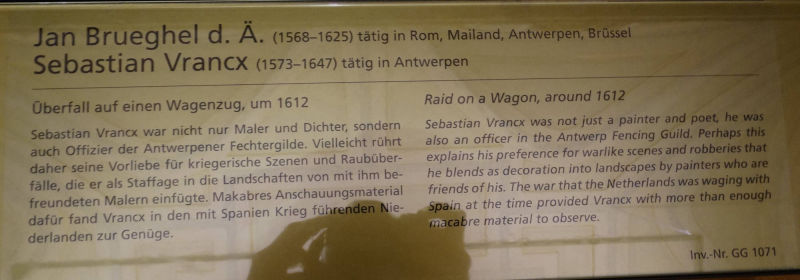 Jan Brueghel d. Ä. (1568–1625) tätig in Rom, Mailand, Antwerpen, Brüssel
Sebastian Vrancx (1573–1647) tätig in Antwerpen
Überfall auf einen Wagenzug, um 1612
Sebastian Vrancx war nicht nur Maler und Dichter, sondern
auch Offizier der Antwerpener Fechtergilde. Vielleicht rührt
daher seine Vorliebe für kriegerische Szenen und Raubüber-
fälle, die er als Staffage in die Landschaften von mit ihm be-
freundeten Malern einfügte. Makabres Anschauungsmaterial
dafür fand Vrancx in den mit Spanien Krieg führenden Nie-
derlanden zur Genüge.
Raid on a Wagon, around 1612
Sebastian Vrancx was not just a painter and poet, he was
also an officer in the Antwerp Fencing Guild. Perhaps this
explains his preference for warlike scenes and robberies that
he blends as decoration into landscapes by painters who are
friends of his. The war that the Netherlands was waging with
Spain at the time provided Vrancx with more than enough
macabre material to observe.
Inv.-Nr. GG 1071